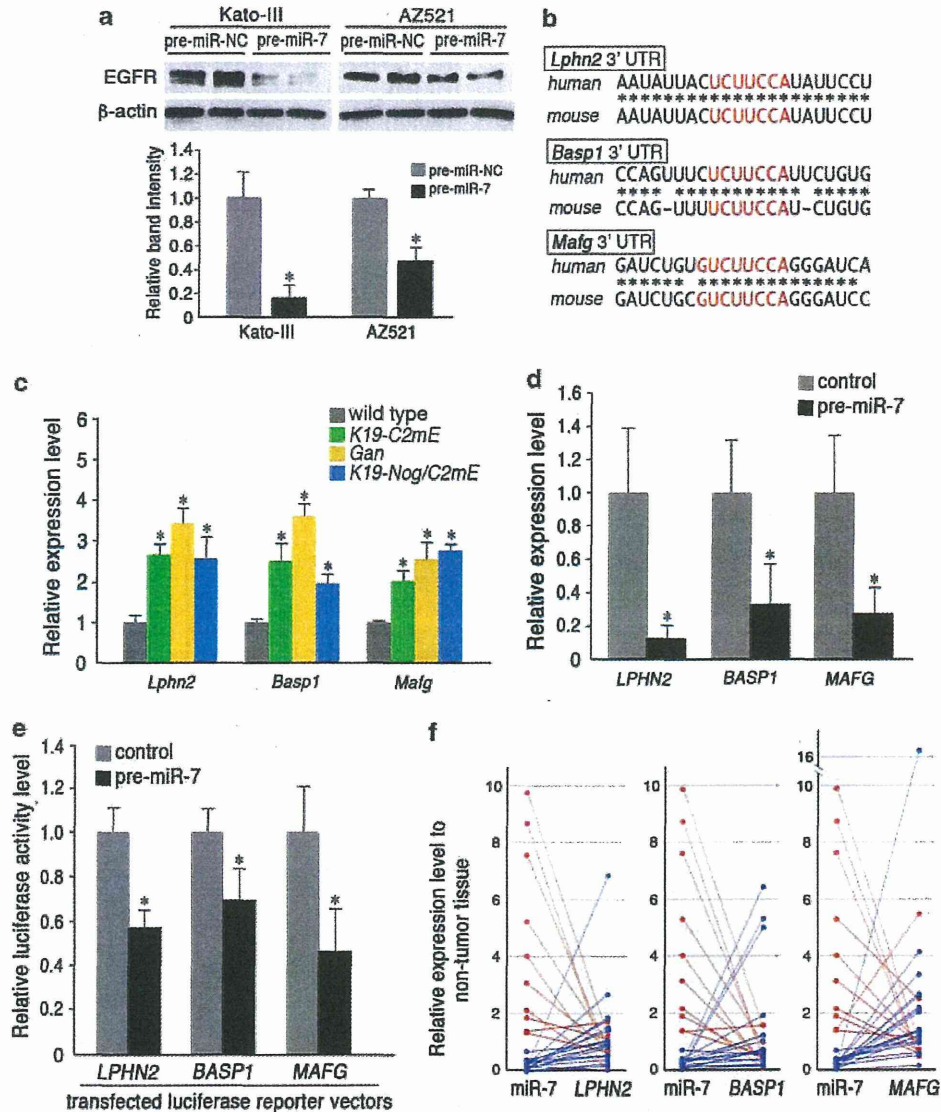 a
Kato-III AZ521
pre-miR-NC pre-miR-7 pre-miR-NC pre-miR-7
EGFR
β-actin
Relative band intensity
1.4
1.2
1.0
0.8
0.6
0.4
0.2
0
pre-miR-NC
pre-miR-7
* *
Kato-III AZ521
b
Lphn2 3' UTR
human AAUAUUACUCUUCCAUAUUCCU
**********************
mouse AAUAUUACUCUUCCAUAUUCCU
Basp1 3' UTR
human CCAGUUUCUCUUCCAUUCUGUG
**** *********** *****
mouse CCAG-UUUUCUUCCAU-CUGUG
Mafg 3' UTR
human GAUCUGUGUCUUCCAGGGAUCA
****** **************
mouse GAUCUGCGUCUUCCAGGGAUCC
c
Relative expression level
6
5
4
3
2
1
0
wild type
K19-C2mE
Gan
K19-Nog/C2mE
* * * * * * * * *
Lphn2 Basp1 Mafg
d
Relative expression level
1.6
1.4
1.2
1.0
0.8
0.6
0.4
0.2
0
control
pre-miR-7
* * *
LPHN2 BASP1 MAFG
e
Relative luciferase activity level
1.4
1.2
1.0
0.8
0.6
0.4
0.2
0
control
pre-miR-7
* * *
LPHN2 BASP1 MAFG
transfected luciferase reporter vectors
f
Relative expression level to
non-tumor tissue
10
8
6
4
2
0
miR-7 LPHN2
10
8
6
4
2
0
miR-7 BASP1
16
10
8
6
4
2
0
miR-7 MAFG